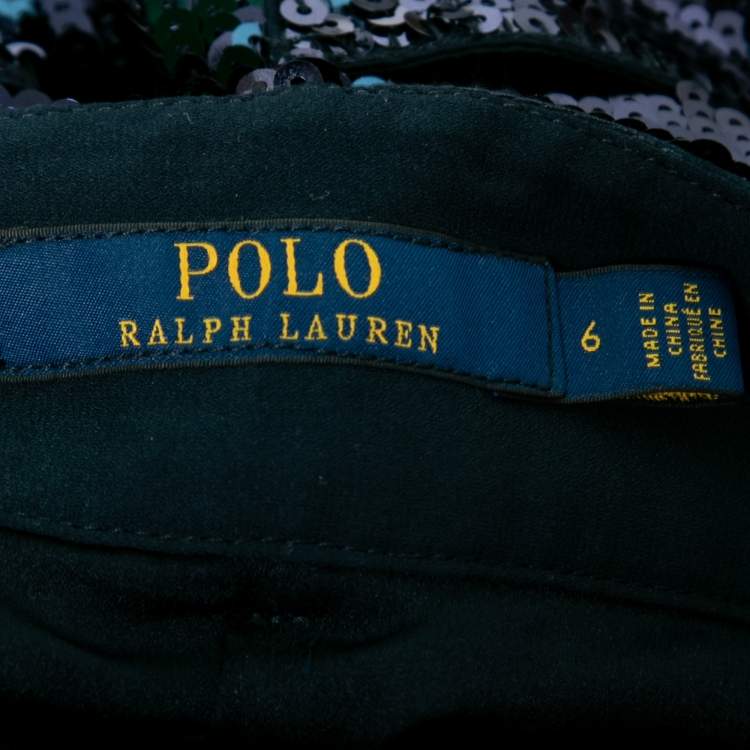 POLO
RALPH LAUREN
6
MADE IN
CHINA
FABRIQUÉ EN
CHINE